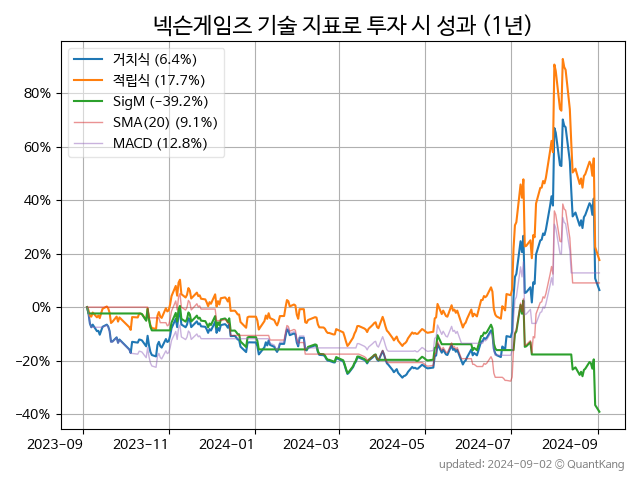 넥슨게임즈 기술 지표로 투자 시 성과 (1년)
거치식 (6.4%)
적립식 (17.7%)
SigM (−39.2%)
SMA(20) (9.1%)
MACD (12.8%)
80%
60%
40%
20%
0%
−20%
−40%
2023-09 2023-11 2024-01 2024-03 2024-05 2024-07 2024-09
updated: 2024-09-02 © QuantKang